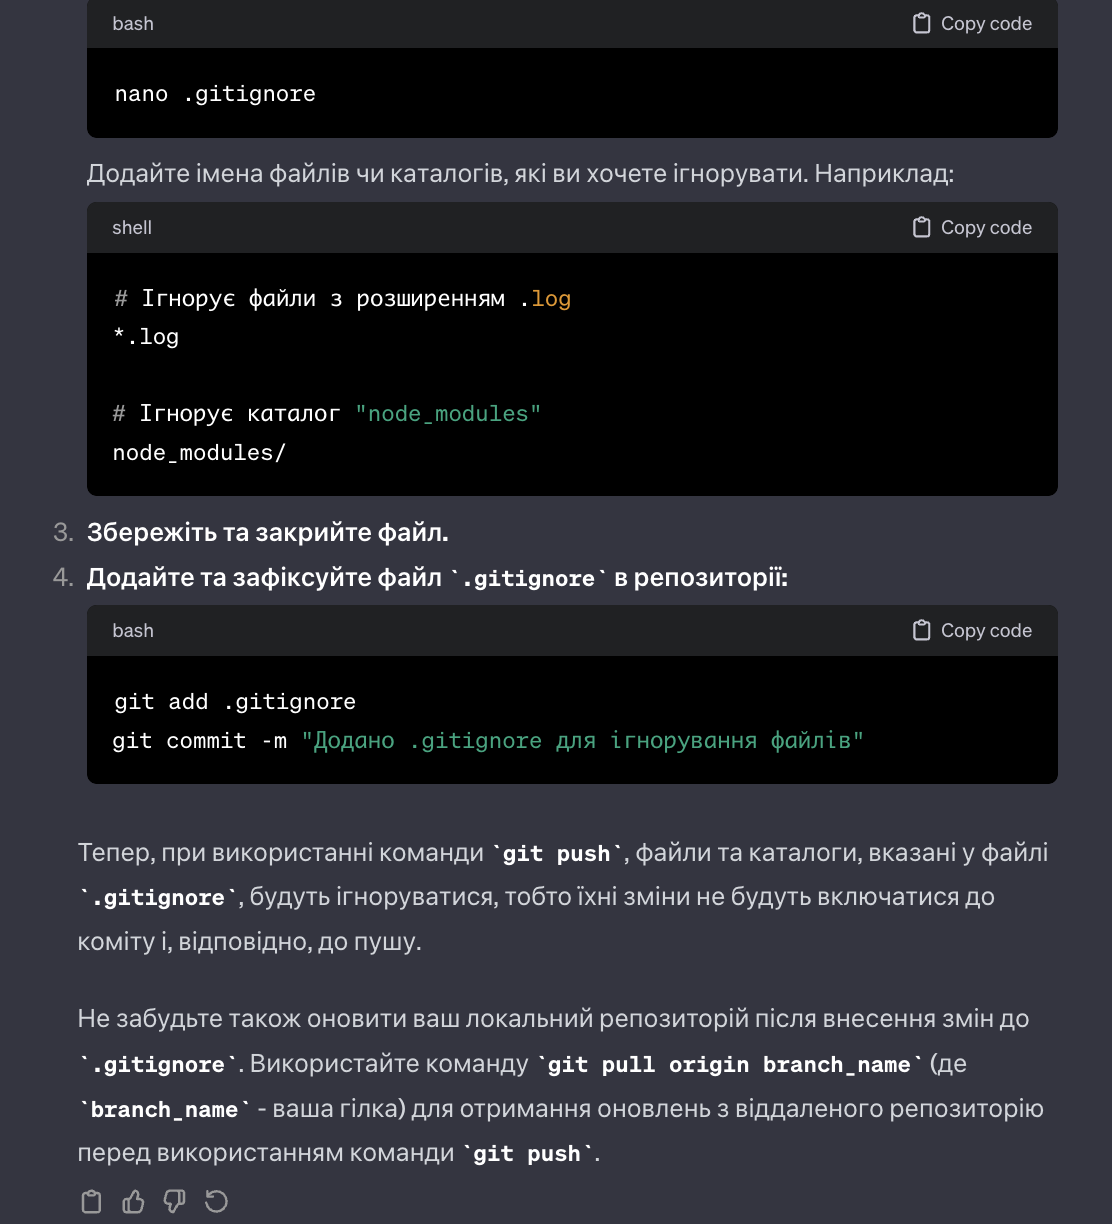 bash
Copy code
nano .gitignore
Додайте імена файлів чи каталогів, які ви хочете ігнорувати. Наприклад:
shell
Copy code
# Ігнорує файли з розширенням .log
*.log
# Ігнорує каталог "node_modules"
node_modules/
3. Збережіть та закрийте файл.
4. Додайте та зафіксуйте файл `.gitignore` в репозиторії:
bash
Copy code
git add .gitignore
git commit -m "Додано .gitignore для ігнорування файлів"
Тепер, при використанні команди `git push`, файли та каталоги, вказані у файлі
`.gitignore`, будуть ігноруватися, тобто їхні зміни не будуть включатися до
коміту і, відповідно, до пушу.
Не забудьте також оновити ваш локальний репозиторій після внесення змін до
`.gitignore`. Використайте команду `git pull origin branch_name` (де
`branch_name` - ваша гілка) для отримання оновлень з віддаленого репозиторію
перед використанням команди `git push`.